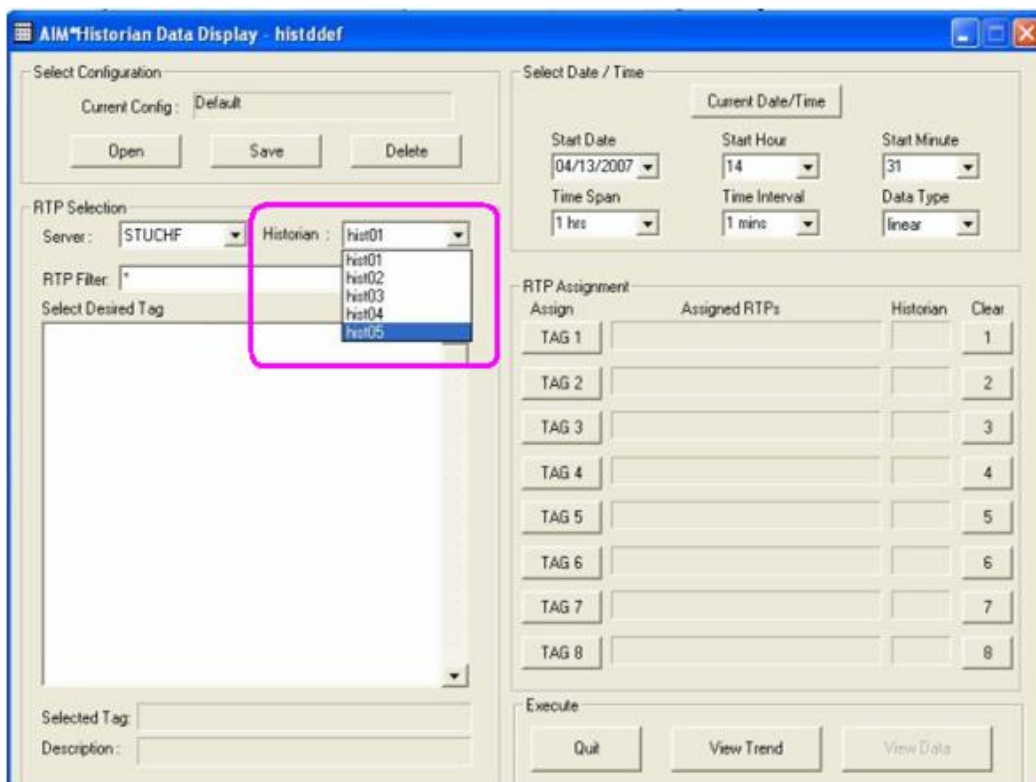 AIM*Historian Data Display - histddef
Select Configuration
Current Config : Default
Open Save Delete
RTP Selection
Server : STUCHF Historian : hist01
hist01
hist02
hist03
hist04
hist05
RTP Filter: *
Select Desired Tag
Selected Tag:
Description :
Select Date / Time
Current Date/Time
Start Date Start Hour Start Minute
04/13/2007 14 31
Time Span Time Interval Data Type
1 hrs 1 mins linear
RTP Assignment
Assign Assigned RTPs Historian Clear
TAG 1 1
TAG 2 2
TAG 3 3
TAG 4 4
TAG 5 5
TAG 6 6
TAG 7 7
TAG 8 8
Execute
Quit View Trend View Data